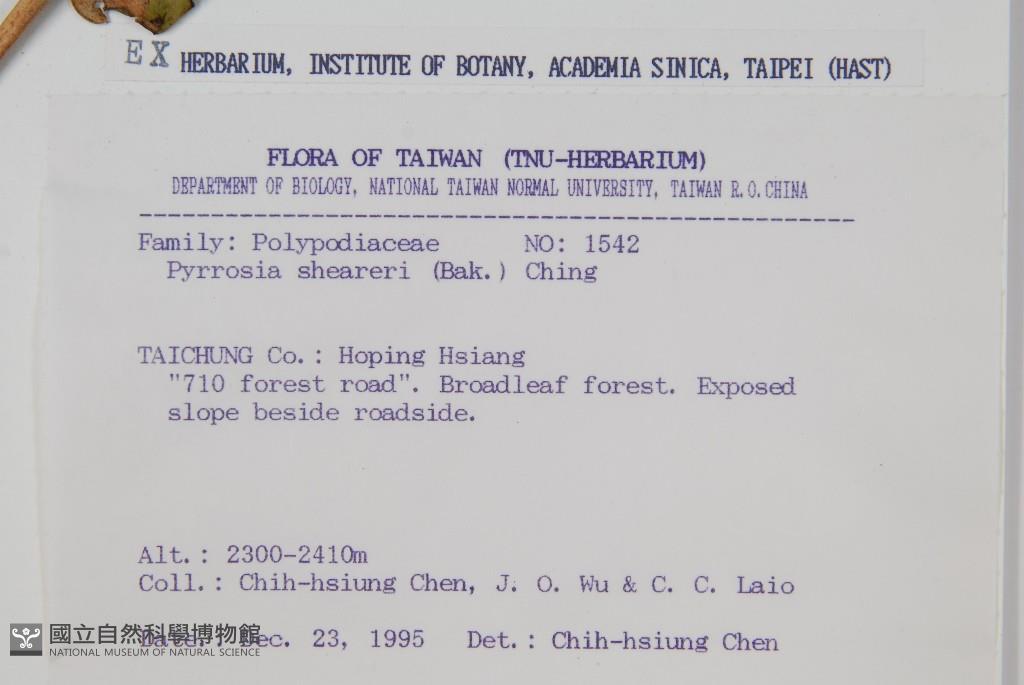 EX HERBARIUM, INSTITUTE OF BOTANY, ACADEMIA SINICA, TAIPEI (HAST)
FLORA OF TAIWAN (TNU-HERBARIUM)
DEPARTMENT OF BIOLOGY, NATIONAL TAIWAN NORMAL UNIVERSITY, TAIWAN R.O.CHINA
Family: Polypodiaceae NO: 1542
Pyrrosia sheareri (Bak.) Ching
TAICHUNG Co.: Hoping Hsiang
"710 forest road". Broadleaf forest. Exposed
slope beside roadside.
Alt.: 2300-2410m
Coll.: Chih-hsiung Chen, J. O. Wu & C. C. Laio
Date.: Dec. 23, 1995 Det.: Chih-hsiung Chen
國立自然科學博物館
NATIONAL MUSEUM OF NATURAL SCIENCE